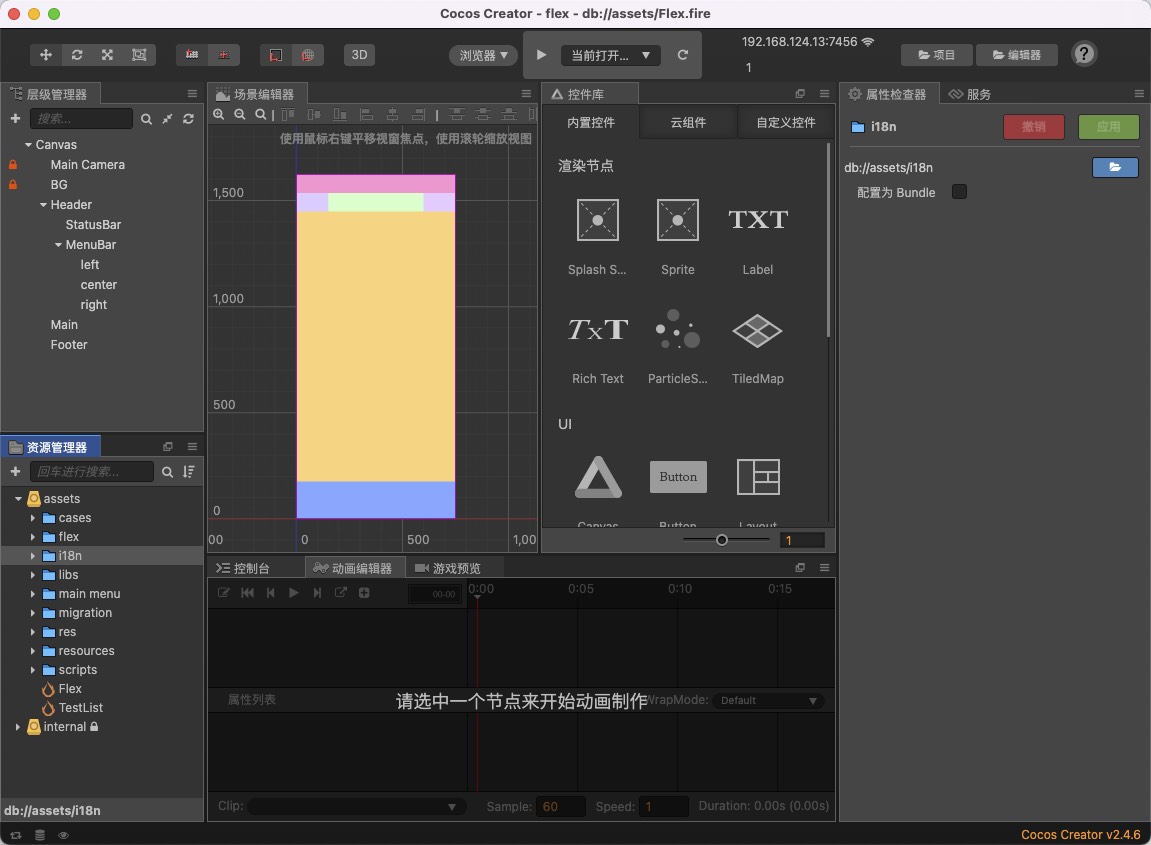 Cocos Creator - flex - db://assets/Flex.fire
3D
浏览器
当前打开...
192.168.124.13:7456
1
项目
编辑器
?
层级管理器
搜索...
Canvas
Main Camera
BG
Header
StatusBar
MenuBar
left
center
right
Main
Footer
资源管理器
回车进行搜索...
assets
cases
flex
i18n
libs
main menu
migration
res
resources
scripts
Flex
TestList
internal
db://assets/i18n
场景编辑器
使用鼠标右键平移视窗焦点，使用滚轮缩放视图
1,500
1,000
500
0
00
0
500
1,00
控件库
内置控件
云组件
自定义控件
渲染节点
TXT
Splash S...
Sprite
Label
TxT
Rich Text
ParticleS...
TiledMap
UI
Button
Canvas
Button
Layout
1
控制台
动画编辑器
游戏预览
00-00
0:00
0:05
0:10
0:15
属性列表
请选中一个节点来开始动画制作
WrapMode:
Default
Clip:
Sample:
60
Speed:
1
Duration: 0.00s (0.00s)
属性检查器
服务
i18n
撤销
应用
db://assets/i18n
配置为 Bundle
Cocos Creator v2.4.6